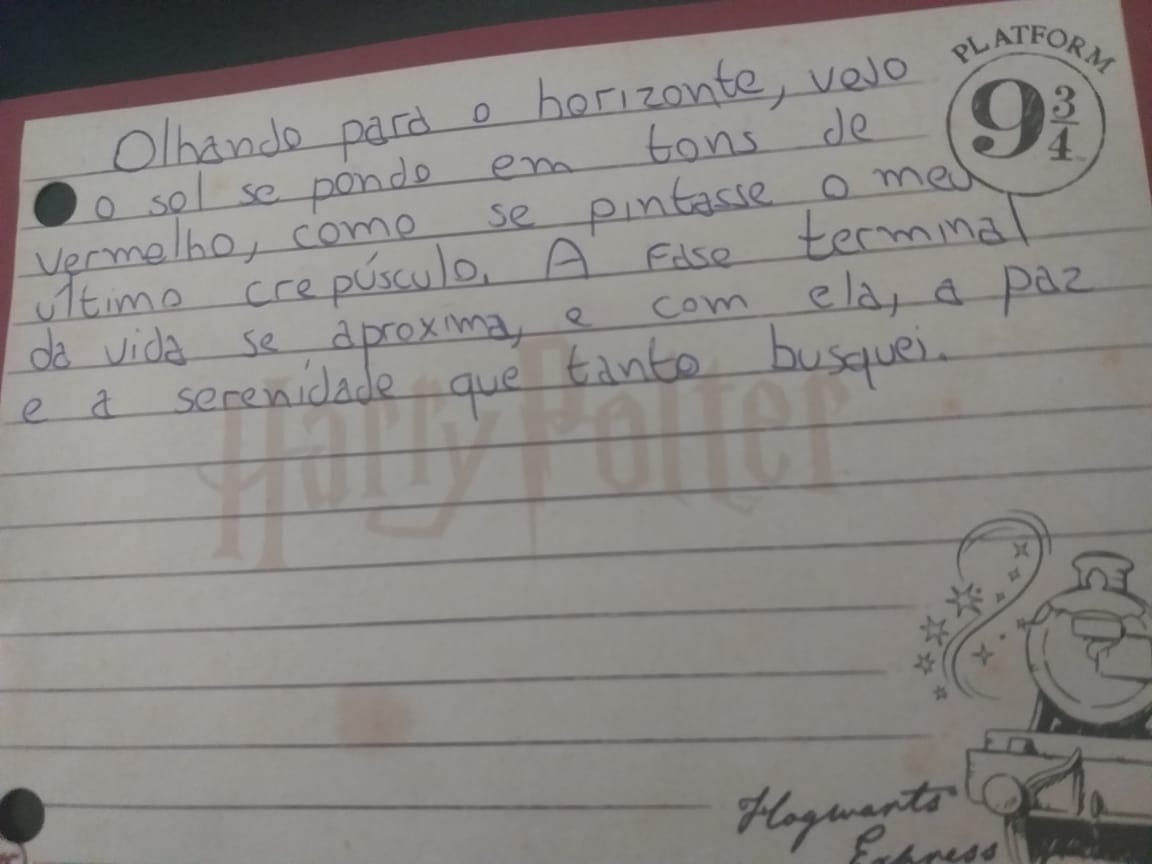 PLATFORM
9 3/4
Olhando para o horizonte, vejo
o sol se pondo em tons de
vermelho, como se pintasse o meu
último crepúsculo. A fase terminal
da vida se aproxima, e com ela, a paz
e a serenidade que tanto busquei.
Harry Potter
Hogwarts
Express